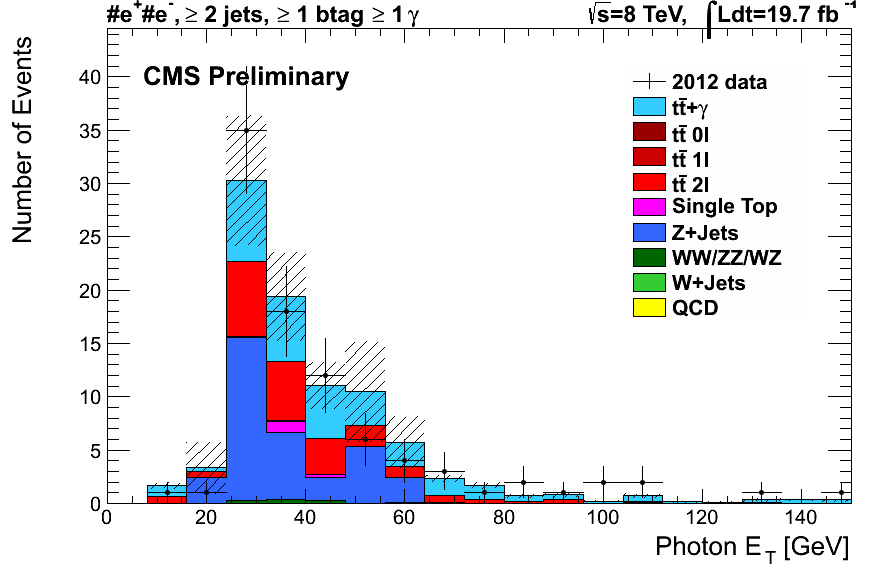 #e⁺#e⁻, ≥ 2 jets, ≥ 1 btag ≥ 1 γ √s=8 TeV, ∫Ldt=19.7 fb⁻¹
CMS Preliminary
2012 data
tt̄+γ
tt̄ 0l
tt̄ 1l
tt̄ 2l
Single Top
Z+Jets
WW/ZZ/WZ
W+Jets
QCD
Number of Events
40
35
30
25
20
15
10
5
0
0 20 40 60 80 100 120 140
Photon E_T [GeV]